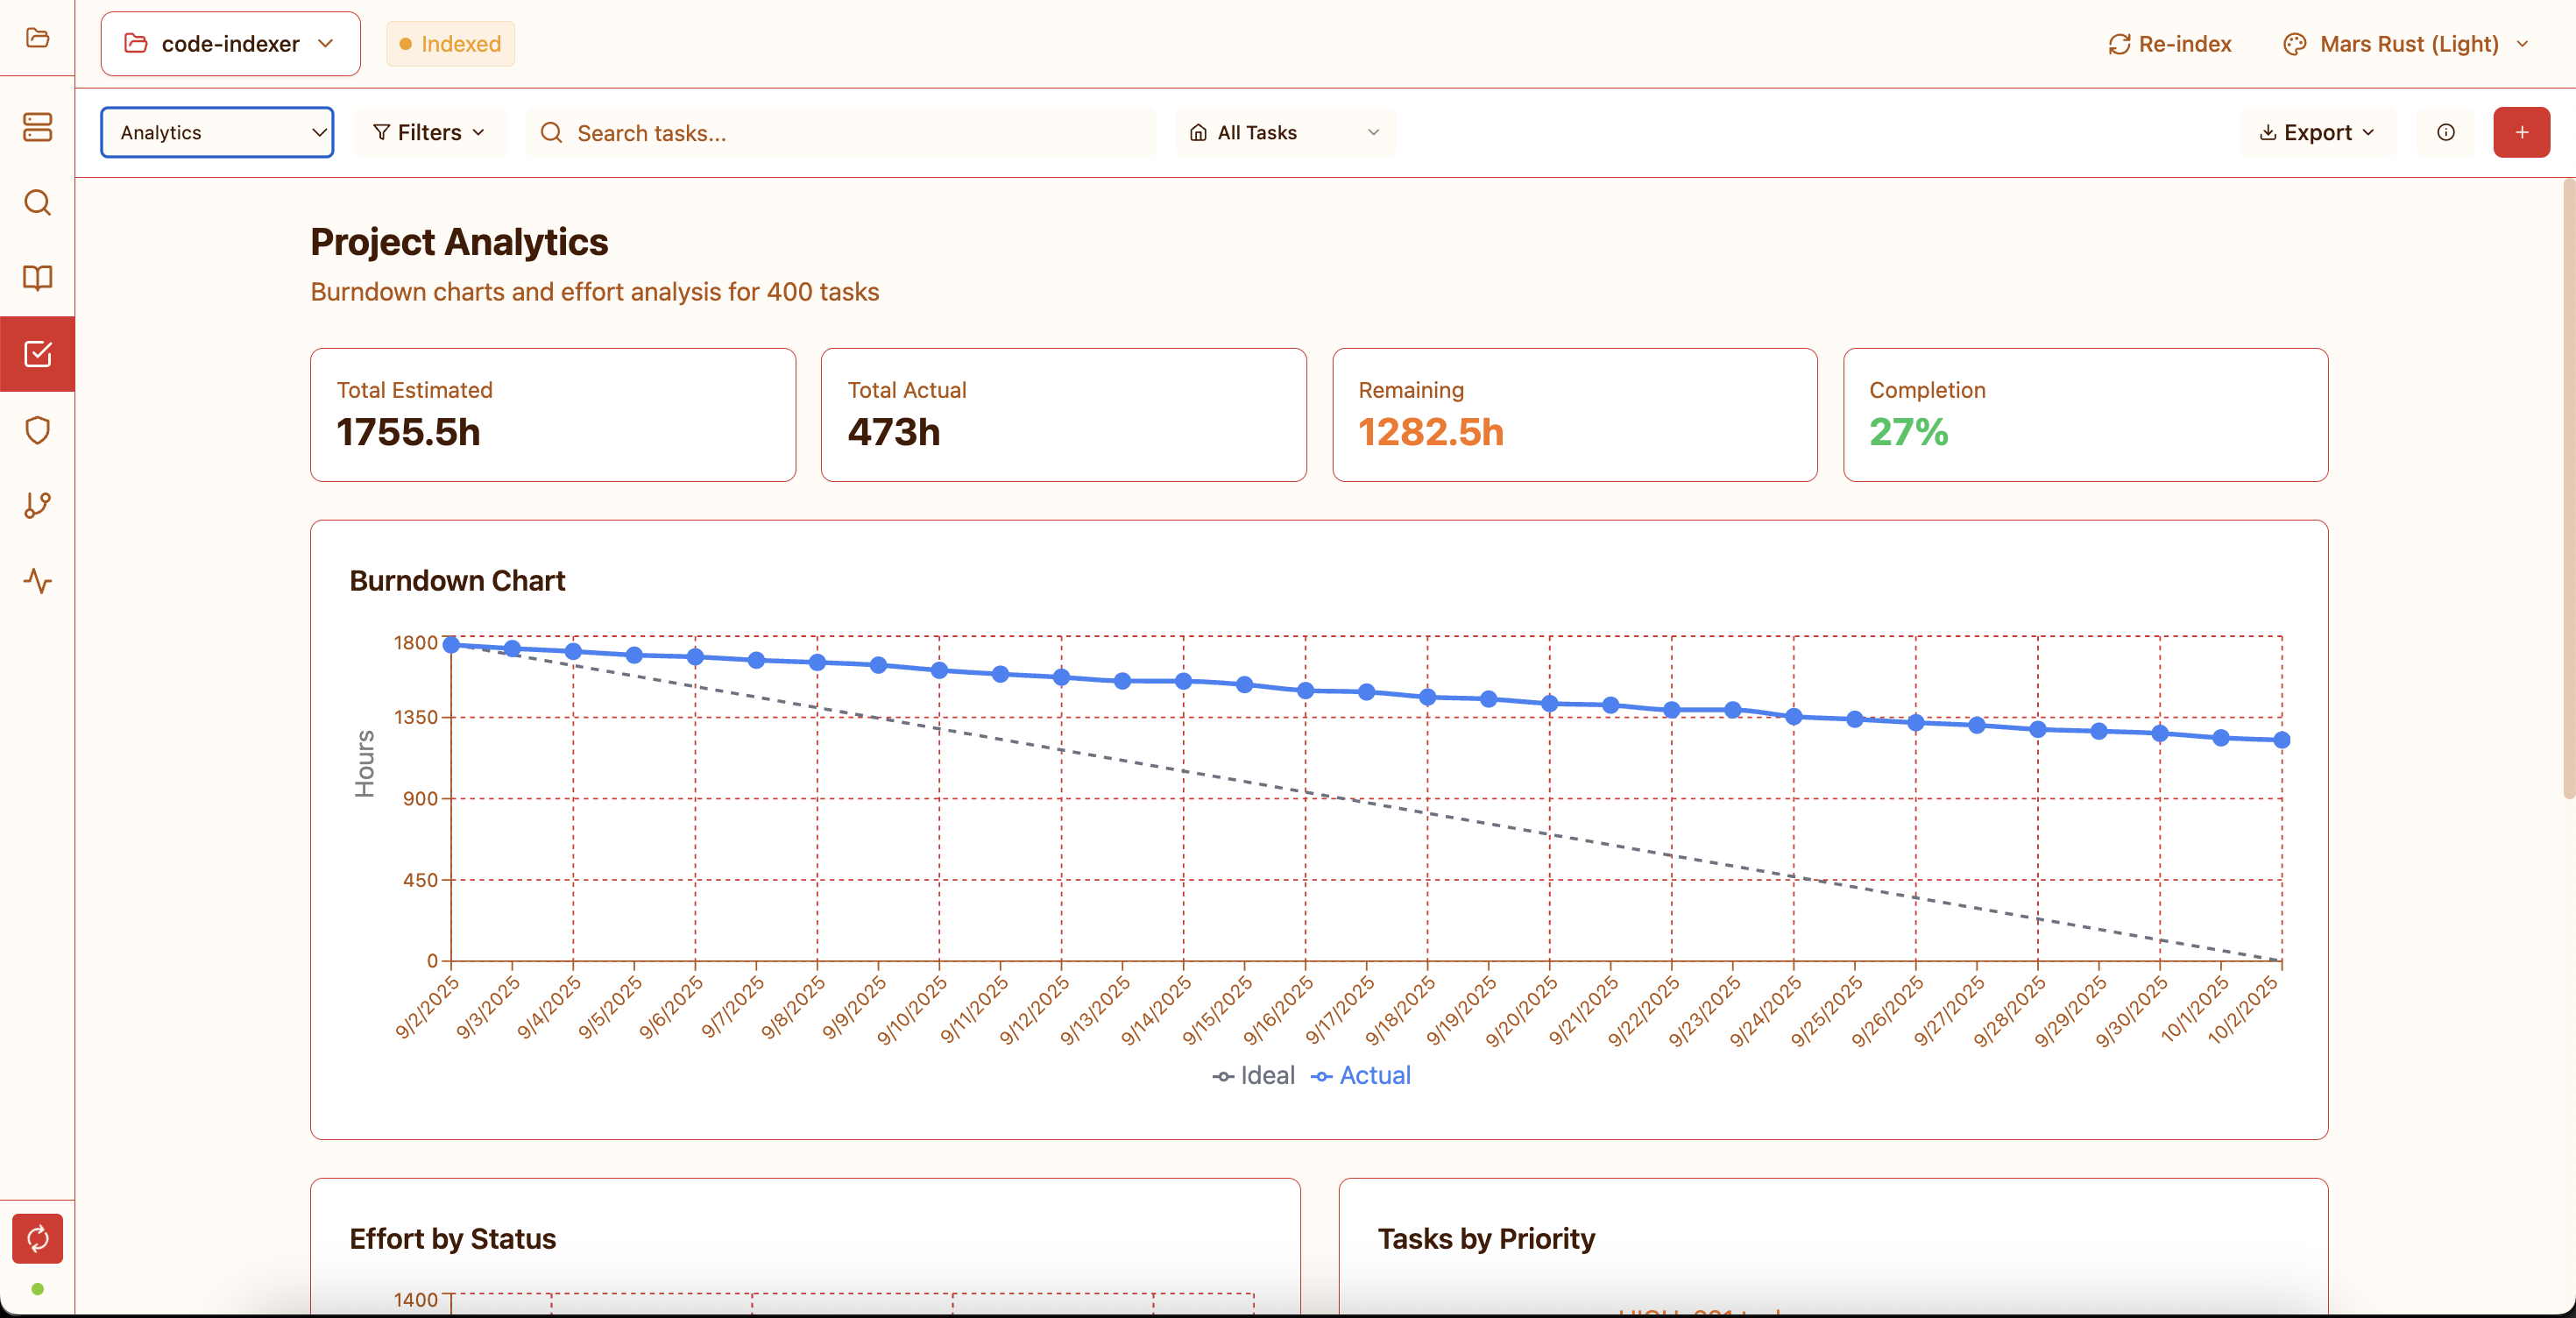 code-indexer
Indexed
Re-index
Mars Rust (Light)
Analytics
Filters
Search tasks...
All Tasks
Export
Project Analytics
Burndown charts and effort analysis for 400 tasks
Total Estimated
1755.5h
Total Actual
473h
Remaining
1282.5h
Completion
27%
Burndown Chart
Hours
1800
1350
900
450
0
9/2/2025
9/3/2025
9/4/2025
9/5/2025
9/6/2025
9/7/2025
9/8/2025
9/9/2025
9/10/2025
9/11/2025
9/12/2025
9/13/2025
9/14/2025
9/15/2025
9/16/2025
9/17/2025
9/18/2025
9/19/2025
9/20/2025
9/21/2025
9/22/2025
9/23/2025
9/24/2025
9/25/2025
9/26/2025
9/27/2025
9/28/2025
9/29/2025
9/30/2025
10/1/2025
10/2/2025
Ideal
Actual
Effort by Status
1400
Tasks by Priority